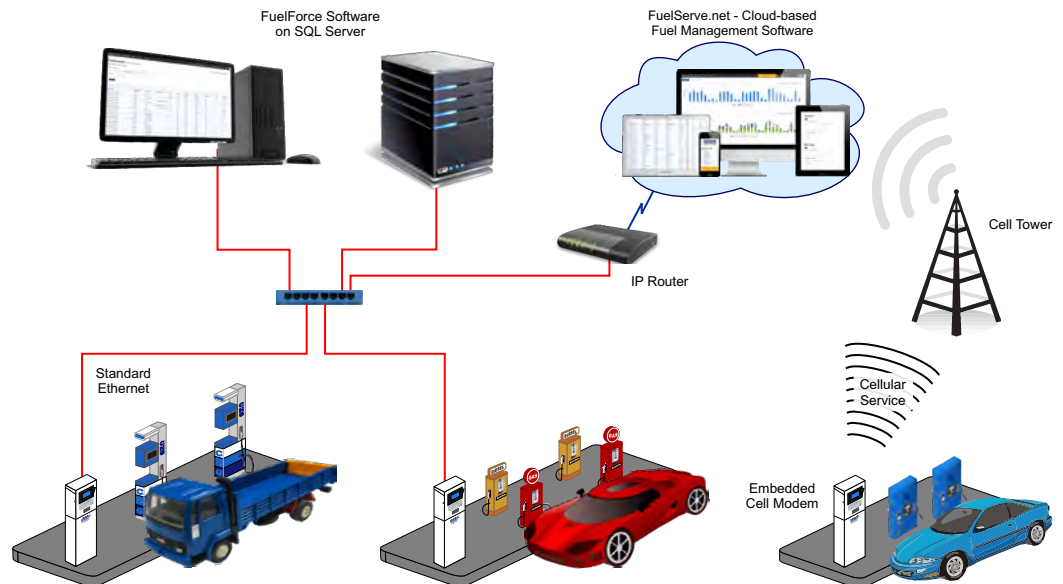 FuelForce Software
on SQL Server
FuelServe.net - Cloud-based
Fuel Management Software
Cell Tower
IP Router
Standard
Ethernet
Cellular
Service
Embedded
Cell Modem